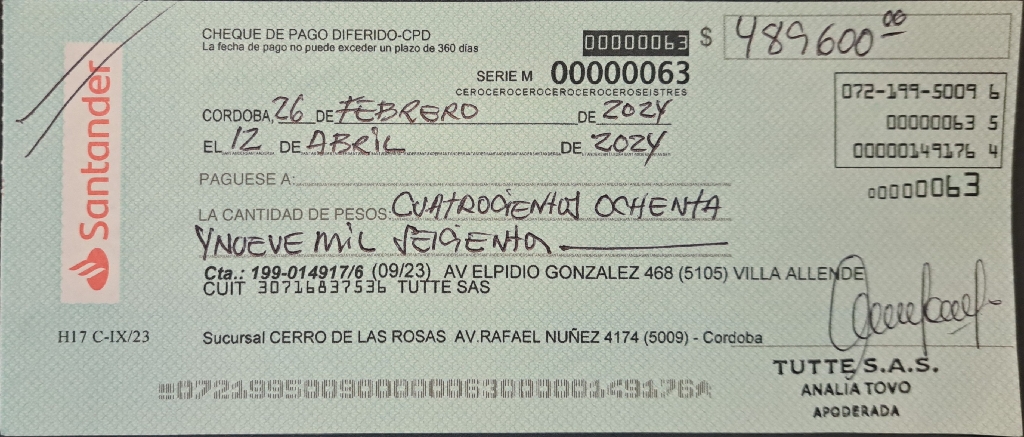 Santander
CHEQUE DE PAGO DIFERIDO-CPD
La fecha de pago no puede exceder un plazo de 360 días
00000063
$ 489600 00
SERIE M 00000063
CEROCEROCEROCEROCEROCEROSEISTRES
072-199-5009 6
00000063 5
00000149176 4
00000063
CORDOBA, 26 DE FEBRERO DE 2024
EL 12 DE ABRIL DE 2024
PAGUESE A:
LA CANTIDAD DE PESOS: CUATROCIENTOS OCHENTA
Y NUEVE MIL SEICIENTOS
Cta.: 199-014917/6 (09/23) AV ELPIDIO GONZALEZ 468 (5105) VILLA ALLENDE
CUIT 30716837536 TUTTE SAS
H17 C-IX/23
Sucursal CERRO DE LAS ROSAS AV.RAFAEL NUÑEZ 4174 (5009) - Cordoba
TUTTE S.A.S.
ANALIA TOVO
APODERADA